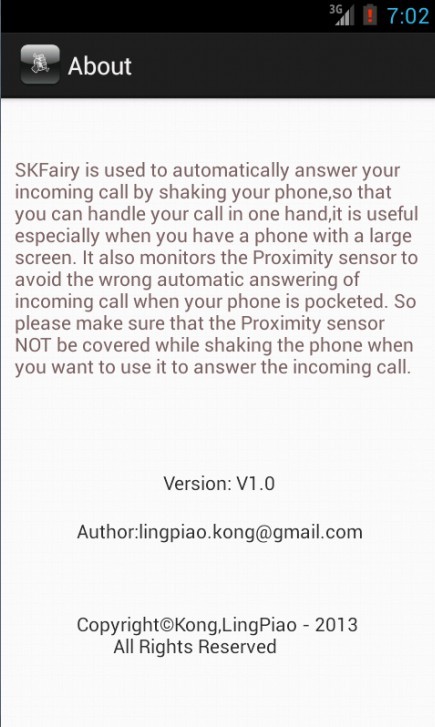 3G
7:02
About
SKFairy is used to automatically answer your
incoming call by shaking your phone,so that
you can handle your call in one hand,it is useful
especially when you have a phone with a large
screen. It also monitors the Proximity sensor to
avoid the wrong automatic answering of
incoming call when your phone is pocketed. So
please make sure that the Proximity sensor
NOT be covered while shaking the phone when
you want to use it to answer the incoming call.
Version: V1.0
Author:lingpiao.kong@gmail.com
Copyright©Kong,LingPiao - 2013
All Rights Reserved